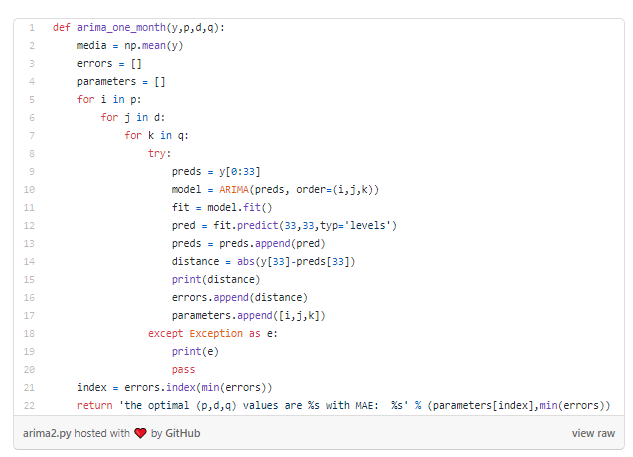 1 def arima_one_month(y,p,d,q):
2 media = np.mean(y)
3 errors = []
4 parameters = []
5 for i in p:
6 for j in d:
7 for k in q:
8 try:
9 preds = y[0:33]
10 model = ARIMA(preds, order=(i,j,k))
11 fit = model.fit()
12 pred = fit.predict(33,33,typ='levels')
13 preds = preds.append(pred)
14 distance = abs(y[33]-preds[33])
15 print(distance)
16 errors.append(distance)
17 parameters.append([i,j,k])
18 except Exception as e:
19 print(e)
20 pass
21 index = errors.index(min(errors))
22 return 'the optimal (p,d,q) values are %s with MAE:  %s' % (parameters[index],min(errors))
arima2.py hosted with ❤ by GitHub view raw